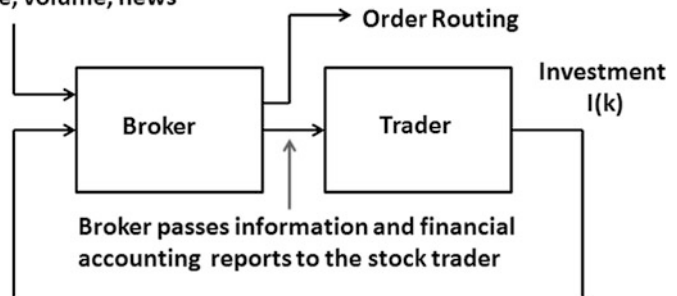 volume, news
Order Routing
Investment
I(k)
Broker
Trader
Broker passes information and financial
accounting reports to the stock trader